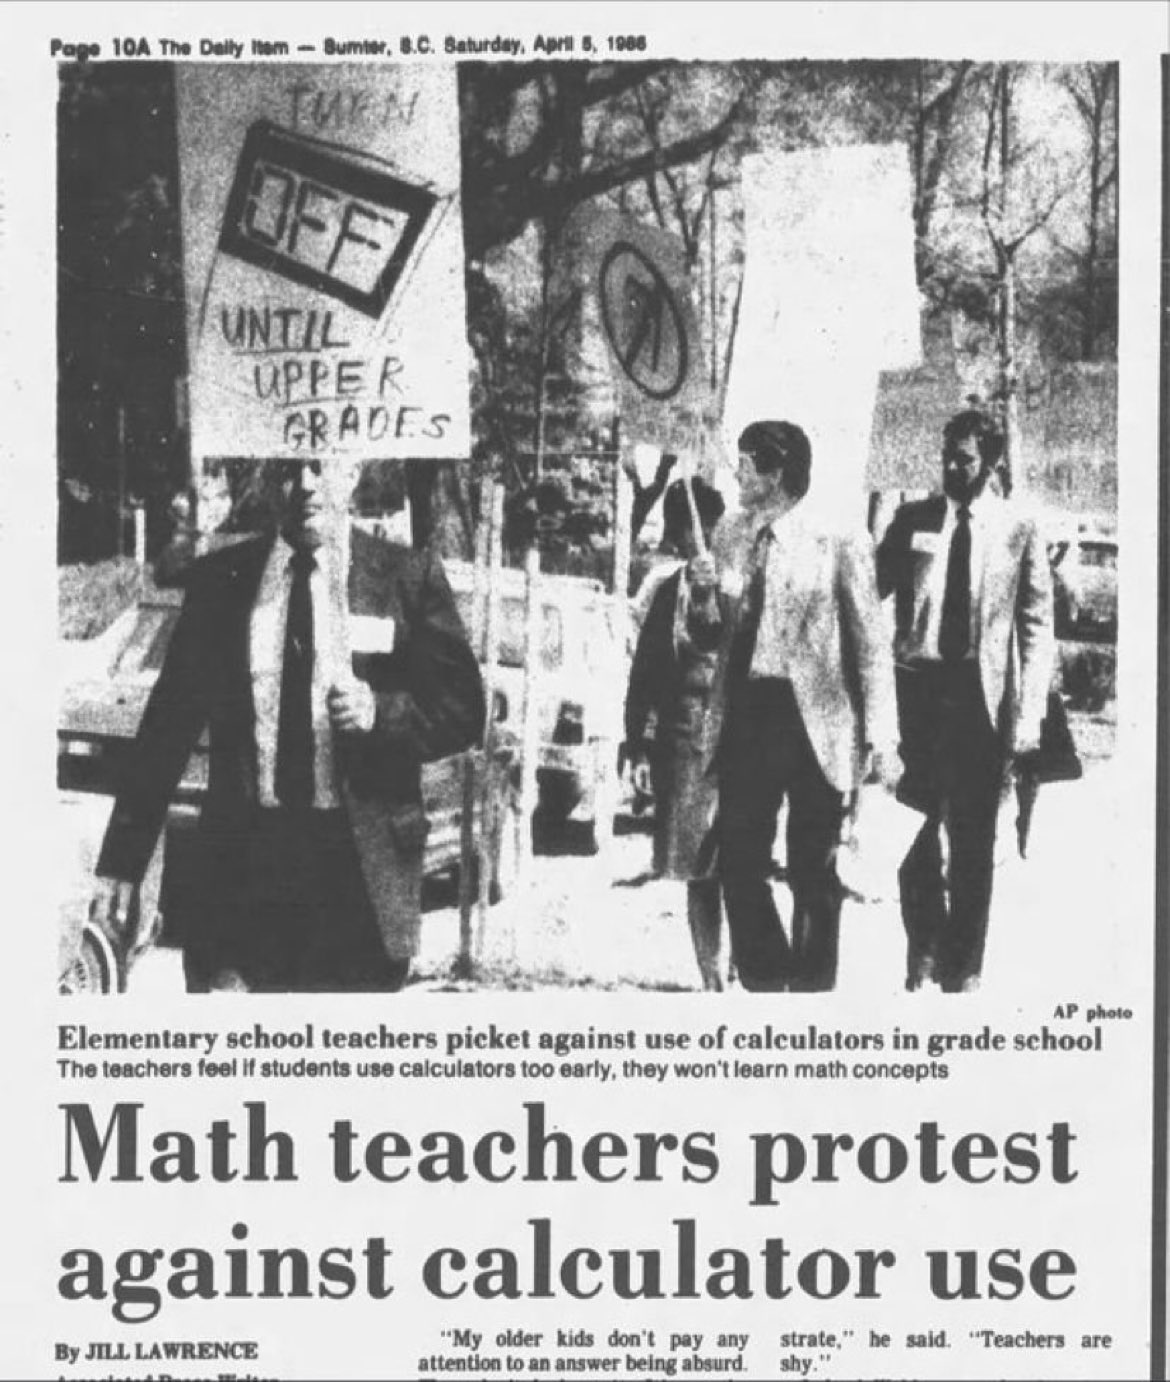 Page 10A The Daily Item — Sumter, S.C. Saturday, April 5, 1986
TURN
OFF
UNTIL
UPPER
GRADES
AP photo
Elementary school teachers picket against use of calculators in grade school
The teachers feel if students use calculators too early, they won't learn math concepts
Math teachers protest
against calculator use
By JILL LAWRENCE
Associated Press Writer
"My older kids don't pay any
attention to an answer being absurd.
strate," he said. "Teachers are
shy."